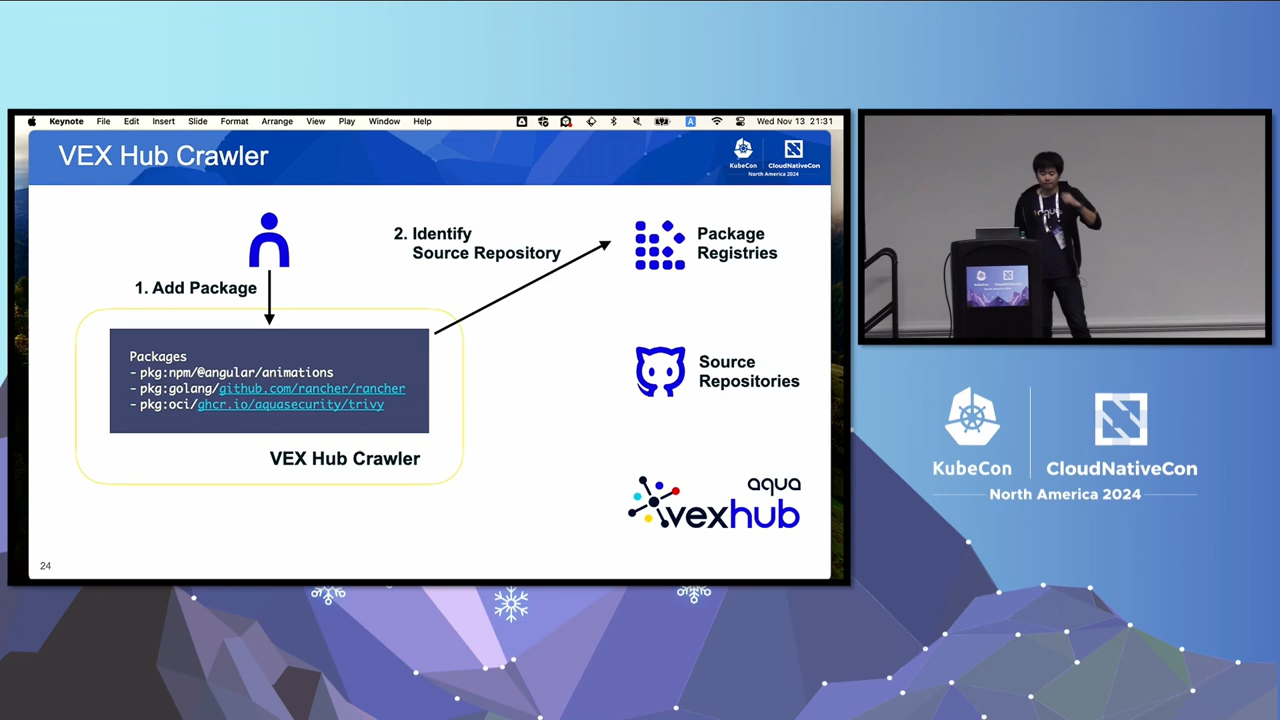 Keynote File Edit Insert Slide Format Arrange View Play Window Help
A
Wed Nov 13 21:31
VEX Hub Crawler
KubeCon CloudNativeCon
North America 2024
2. Identify
Source Repository
Package
Registries
1. Add Package
Packages
- pkg:npm/@angular/animations
- pkg:golang/github.com/rancher/rancher
- pkg:oci/ghcr.io/aquasecurity/trivy
VEX Hub Crawler
Source
Repositories
aqua
vexhub
24
aqua
KubeCon CloudNativeCon
North America 2024